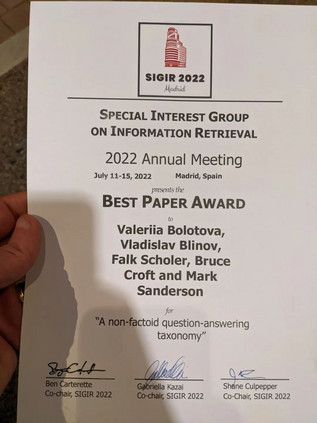 SIGIR 2022
Madrid
SPECIAL INTEREST GROUP
ON INFORMATION RETRIEVAL
2022 Annual Meeting
July 11-15, 2022 Madrid, Spain
presents the
BEST PAPER AWARD
to
Valeriia Bolotova,
Vladislav Blinov,
Falk Scholer, Bruce
Croft and Mark
Sanderson
for
"A non-factoid question-answering
taxonomy"
Ben Carterette Gabriella Kazai Shane Culpepper
Co-chair, SIGIR 2022 Co-chair, SIGIR 2022 Co-chair, SIGIR 2022